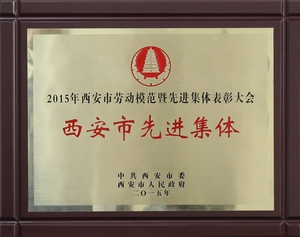 2015年西安市劳动模范暨先进集体表彰大会
西安市先进集体
中共西安市委
西安市人民政府
二〇一五年